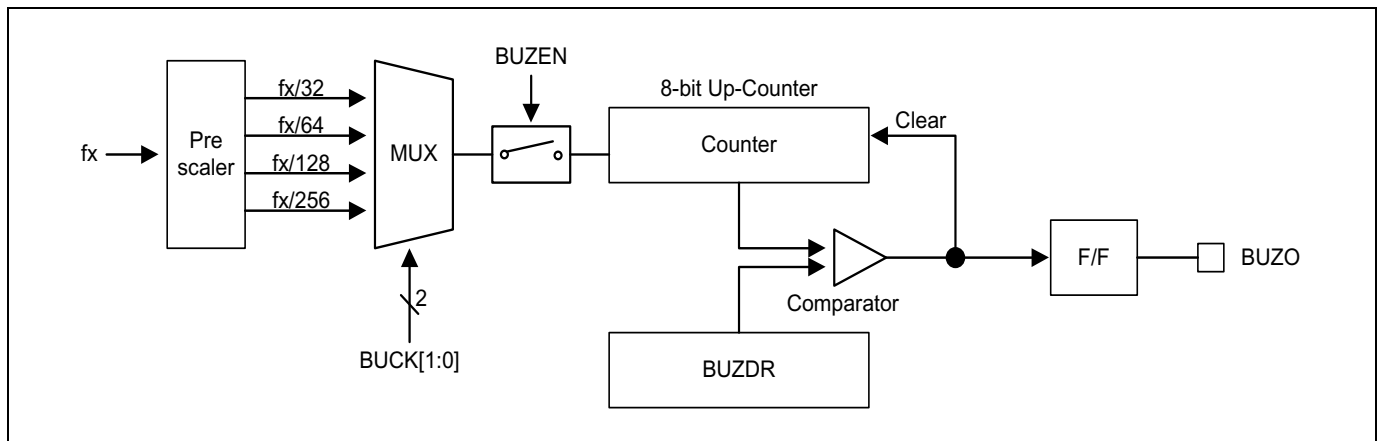 BUZEN
8-bit Up-Counter
fx
Pre
scaler
fx/32
fx/64
fx/128
fx/256
MUX
Counter
Clear
2
BUCK[1:0]
Comparator
F/F
BUZO
BUZDR